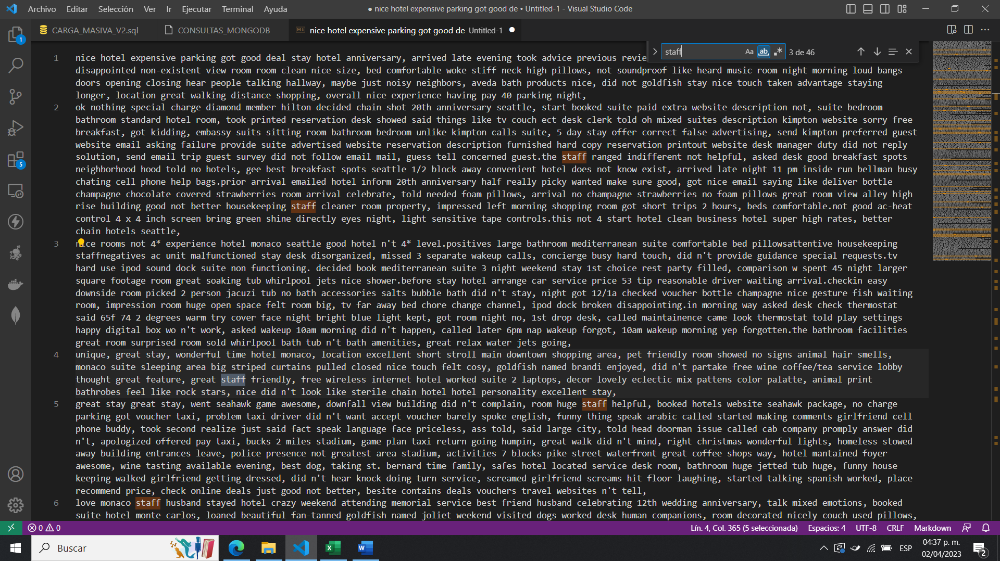 Archivo Editar Selección Ver Ir Ejecutar Terminal Ayuda
● nice hotel expensive parking got good de • Untitled-1 - Visual Studio Code
CARGA_MASIVA_V2.sql
CONSULTAS_MONGODB
nice hotel expensive parking got good de Untitled-1
staff
Aa ab 3 de 46
1 nice hotel expensive parking got good deal stay hotel anniversary, arrived late evening took advice previous revie
disappointed non-existent view room room clean nice size, bed comfortable woke stiff neck high pillows, not soundproof like heard music room night morning loud bangs
doors opening closing hear people talking hallway, maybe just noisy neighbors, aveda bath products nice, did not goldfish stay nice touch taken advantage staying
longer, location great walking distance shopping, overall nice experience having pay 40 parking night,
2 ok nothing special charge diamond member hilton decided chain shot 20th anniversary seattle, start booked suite paid extra website description not, suite bedroom
bathroom standard hotel room, took printed reservation desk showed said things like tv couch ect desk clerk told oh mixed suites description kimpton website sorry free
breakfast, got kidding, embassy suits sitting room bathroom bedroom unlike kimpton calls suite, 5 day stay offer correct false advertising, send kimpton preferred guest
website email asking failure provide suite advertised website reservation description furnished hard copy reservation printout website desk manager duty did not reply
solution, send email trip guest survey did not follow email mail, guess tell concerned guest.the staff ranged indifferent not helpful, asked desk good breakfast spots
neighborhood hood told no hotels, gee best breakfast spots seattle 1/2 block away convenient hotel does not know exist, arrived late night 11 pm inside run bellman busy
chating cell phone help bags.prior arrival emailed hotel inform 20th anniversary half really picky wanted make sure good, got nice email saying like deliver bottle
champagne chocolate covered strawberries room arrival celebrate, told needed foam pillows, arrival no champagne strawberries no foam pillows great room view alley high
rise building good not better housekeeping staff cleaner room property, impressed left morning shopping room got short trips 2 hours, beds comfortable.not good ac-heat
control 4 x 4 inch screen bring green shine directly eyes night, light sensitive tape controls.this not 4 start hotel clean business hotel super high rates, better
chain hotels seattle,
3 nice rooms not 4* experience hotel monaco seattle good hotel n't 4* level.positives large bathroom mediterranean suite comfortable bed pillowsattentive housekeeping
staffnegatives ac unit malfunctioned stay desk disorganized, missed 3 separate wakeup calls, concierge busy hard touch, did n't provide guidance special requests.tv
hard use ipod sound dock suite non functioning. decided book mediterranean suite 3 night weekend stay 1st choice rest party filled, comparison w spent 45 night larger
square footage room great soaking tub whirlpool jets nice shower.before stay hotel arrange car service price 53 tip reasonable driver waiting arrival.checkin easy
downside room picked 2 person jacuzi tub no bath accessories salts bubble bath did n't stay, night got 12/1a checked voucher bottle champagne nice gesture fish waiting
room, impression room huge open space felt room big, tv far away bed chore change channel, ipod dock broken disappointing.in morning way asked desk check thermostat
said 65f 74 2 degrees warm try cover face night bright blue light kept, got room night no, 1st drop desk, called maintainence came look thermostat told play settings
happy digital box wo n't work, asked wakeup 10am morning did n't happen, called later 6pm nap wakeup forgot, 10am wakeup morning yep forgotten.the bathroom facilities
great room surprised room sold whirlpool bath tub n't bath amenities, great relax water jets going,
4 unique, great stay, wonderful time hotel monaco, location excellent short stroll main downtown shopping area, pet friendly room showed no signs animal hair smells,
monaco suite sleeping area big striped curtains pulled closed nice touch felt cosy, goldfish named brandi enjoyed, did n't partake free wine coffee/tea service lobby
thought great feature, great staff friendly, free wireless internet hotel worked suite 2 laptops, decor lovely eclectic mix pattens color palatte, animal print
bathrobes feel like rock stars, nice did n't look like sterile chain hotel hotel personality excellent stay,
5 great stay great stay, went seahawk game awesome, downfall view building did n't complain, room huge staff helpful, booked hotels website seahawk package, no charge
parking got voucher taxi, problem taxi driver did n't want accept voucher barely spoke english, funny thing speak arabic called started making comments girlfriend cell
phone buddy, took second realize just said fact speak language face priceless, ass told, said large city, told head doorman issue called cab company promply answer did
n't, apologized offered pay taxi, bucks 2 miles stadium, game plan taxi return going humpin, great walk did n't mind, right christmas wonderful lights, homeless stowed
away building entrances leave, police presence not greatest area stadium, activities 7 blocks pike street waterfront great coffee shops way, hotel mantained foyer
awesome, wine tasting available evening, best dog, taking st. bernard time family, safes hotel located service desk room, bathroom huge jetted tub huge, funny house
keeping walked girlfriend getting dressed, did n't hear knock doing turn service, screamed girlfriend screams hit floor laughing, started talking spanish worked, place
recommend price, check online deals just good not better, besite contains deals vouchers travel websites n't tell,
6 love monaco staff husband stayed hotel crazy weekend attending memorial service best friend husband celebrating 12th wedding anniversary, talk mixed emotions, booked
suite hotel monte carlos, loaned beautiful fan-tanned goldfish named joliet weekend visited dogs worked desk human companions, room decorated nicely couch used pillows,
1
5
0 0
Lín. 4, Col. 365 (5 seleccionada) Espacios: 4 UTF-8 CRLF Markdown
Buscar
ESP
04:37 p. m.
02/04/2023
2